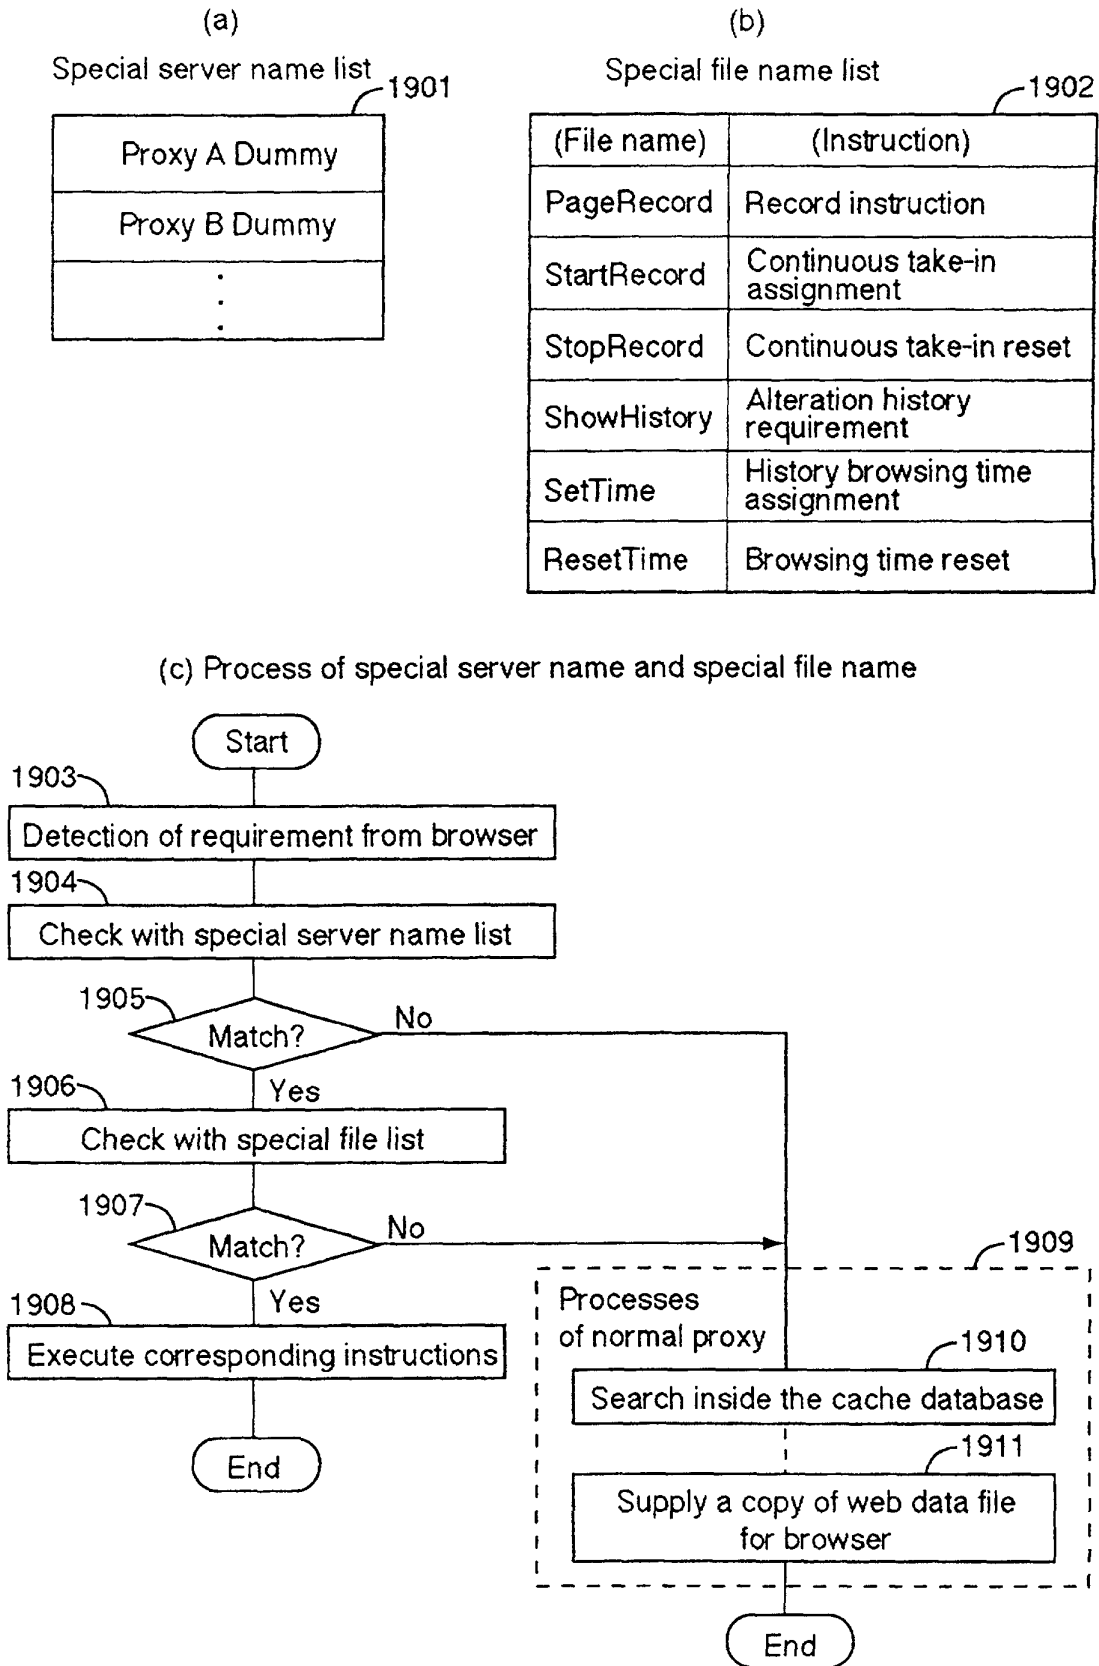 (a)
Special server name list
1901
Proxy A Dummy
Proxy B Dummy
(b)
Special file name list
1902
(File name) (Instruction)
PageRecord Record instruction
StartRecord Continuous take-in
assignment
StopRecord Continuous take-in reset
ShowHistory Alteration history
requirement
SetTime History browsing time
assignment
ResetTime Browsing time reset
(c) Process of special server name and special file name
Start
1903
Detection of requirement from browser
1904
Check with special server name list
1905
Match?
No
Yes
1906
Check with special file list
1907
Match?
No
Yes
1908
Execute corresponding instructions
End
1909
Processes
of normal proxy
1910
Search inside the cache database
1911
Supply a copy of web data file
for browser
End